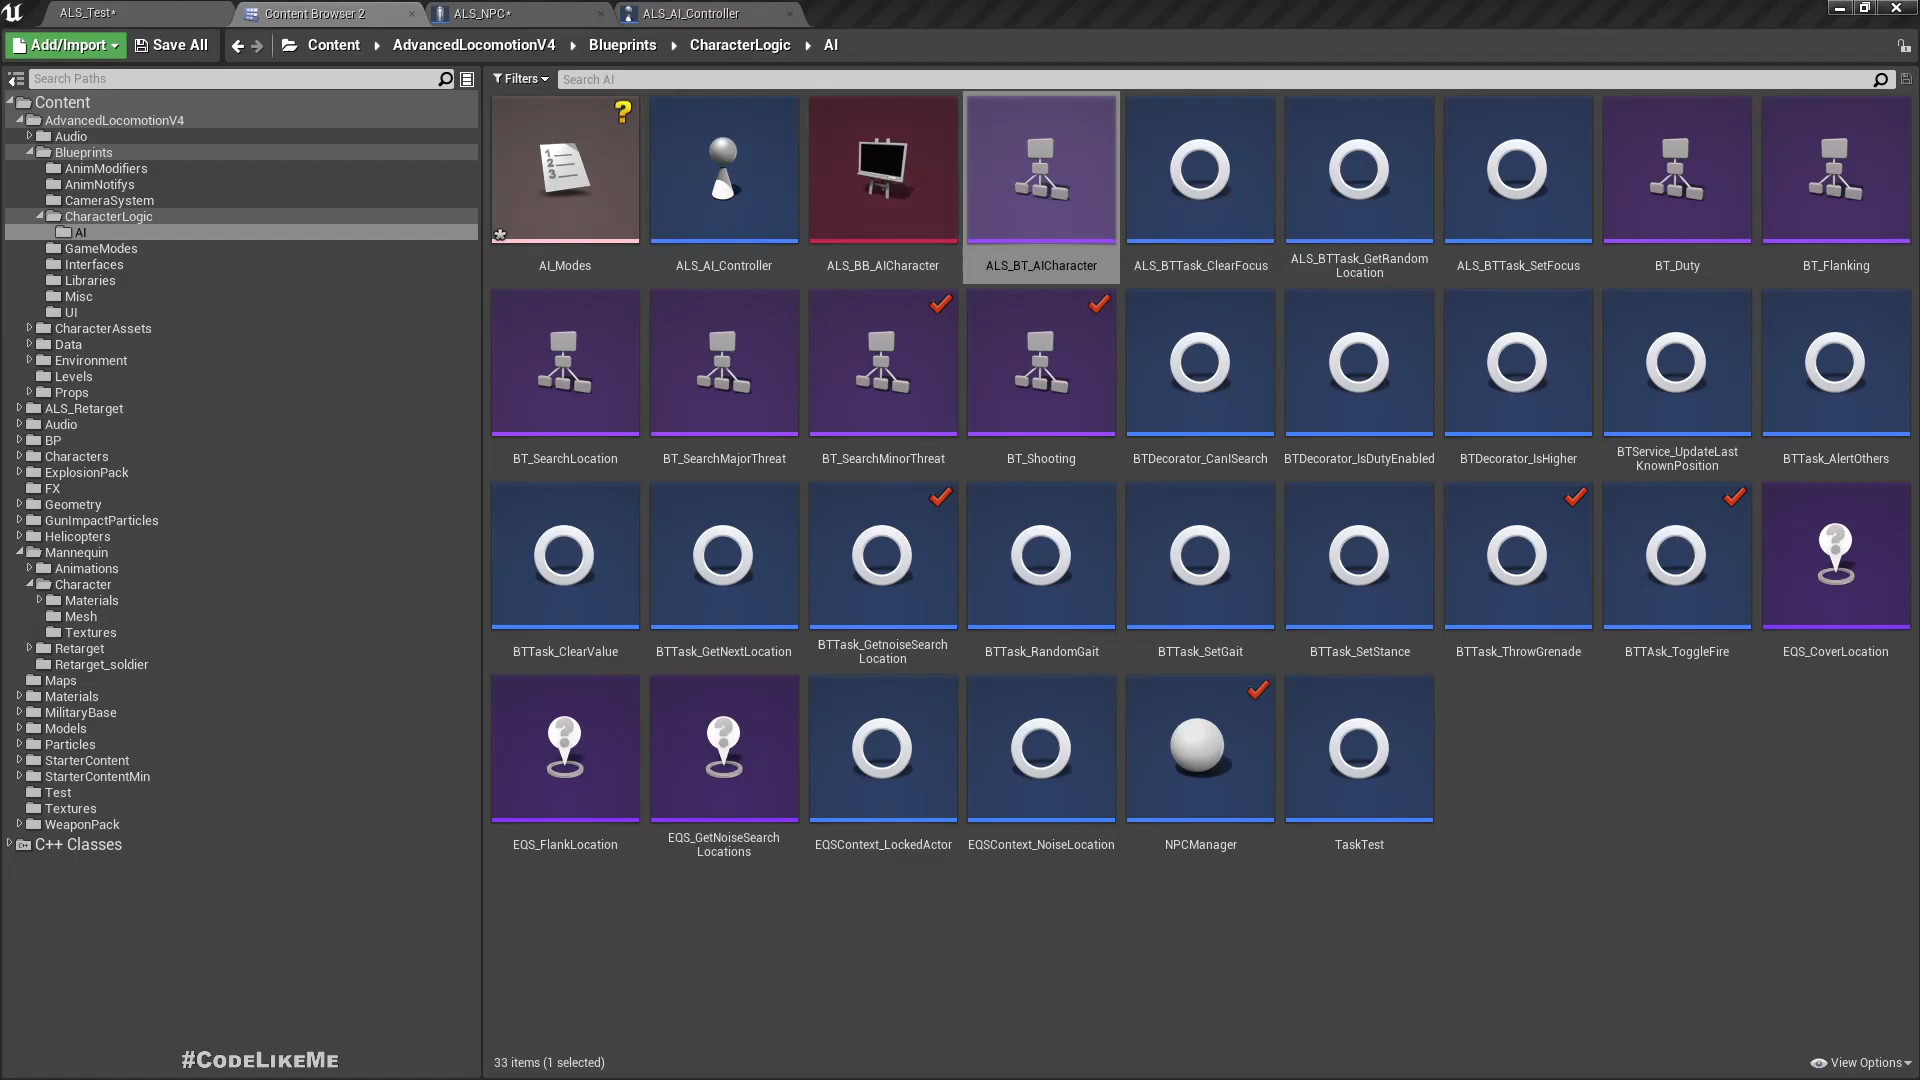 ALS_Test*
Content Browser 2
ALS_NPC*
ALS_AI_Controller
Add/Import
Save All
Content
AdvancedLocomotionV4
Blueprints
CharacterLogic
AI
Search Paths
Filters
Search AI
Content
AdvancedLocomotionV4
Audio
Blueprints
AnimModifiers
AnimNotifys
CameraSystem
CharacterLogic
AI
GameModes
Interfaces
Libraries
Misc
UI
CharacterAssets
Data
Environment
Levels
Props
ALS_Retarget
Audio
BP
Characters
ExplosionPack
FX
Geometry
GunImpactParticles
Helicopters
Mannequin
Animations
Character
Materials
Mesh
Textures
Retarget
Retarget_soldier
Maps
Materials
MilitaryBase
Models
Particles
StarterContent
StarterContentMin
Test
Textures
WeaponPack
C++ Classes
AI_Modes
ALS_AI_Controller
ALS_BB_AICharacter
ALS_BT_AICharacter
ALS_BTTask_ClearFocus
ALS_BTTask_GetRandom
Location
ALS_BTTask_SetFocus
BT_Duty
BT_Flanking
BT_SearchLocation
BT_SearchMajorThreat
BT_SearchMinorThreat
BT_Shooting
BTDecorator_CanISearch
BTDecorator_IsDutyEnabled
BTDecorator_IsHigher
BTService_UpdateLast
KnownPosition
BTTask_AlertOthers
BTTask_ClearValue
BTTask_GetNextLocation
BTTask_GetnoiseSearch
Location
BTTask_RandomGait
BTTask_SetGait
BTTask_SetStance
BTTask_ThrowGrenade
BTTAsk_ToggleFire
EQS_CoverLocation
EQS_FlankLocation
EQS_GetNoiseSearch
Locations
EQSContext_LockedActor
EQSContext_NoiseLocation
NPCManager
TaskTest
#CodeLikeMe
33 items (1 selected)
View Options